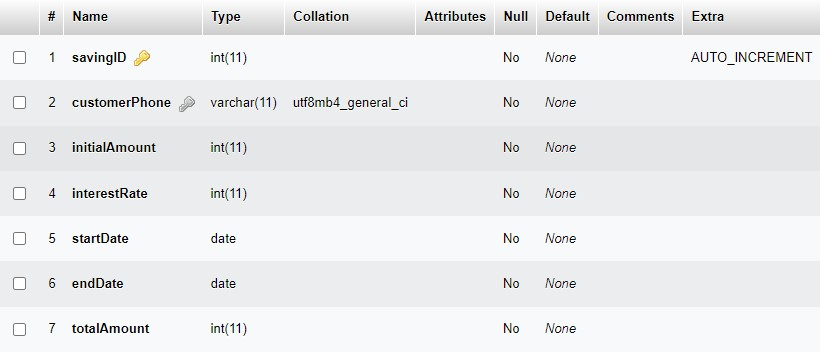 # Name Type Collation Attributes Null Default Comments Extra
1 savingID int(11) No None AUTO_INCREMENT
2 customerPhone varchar(11) utf8mb4_general_ci No None
3 initialAmount int(11) No None
4 interestRate int(11) No None
5 startDate date No None
6 endDate date No None
7 totalAmount int(11) No None